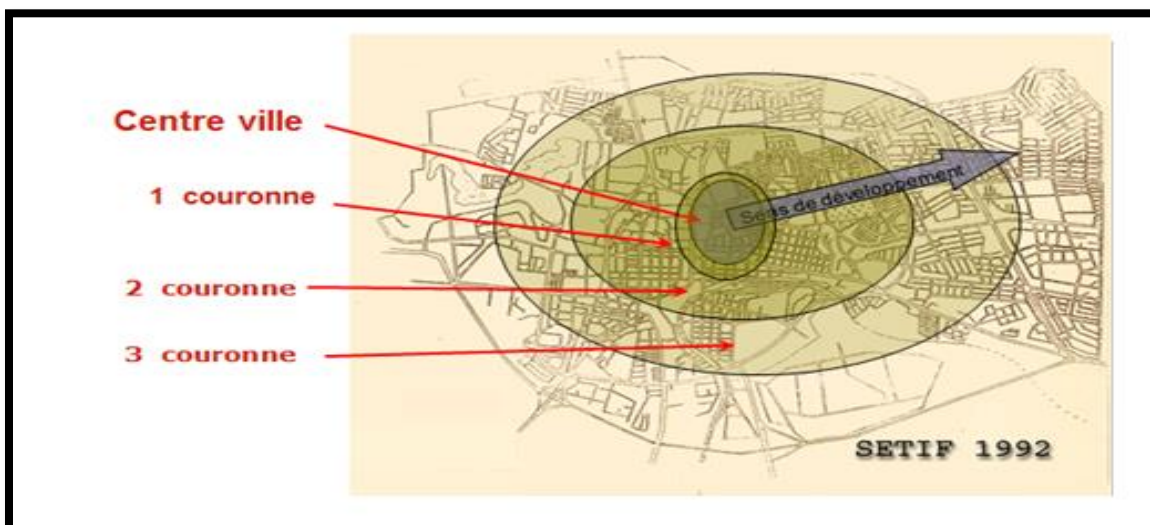 Centre ville
1 couronne
2 couronne
3 couronne
Sens de développement
SETIF 1992